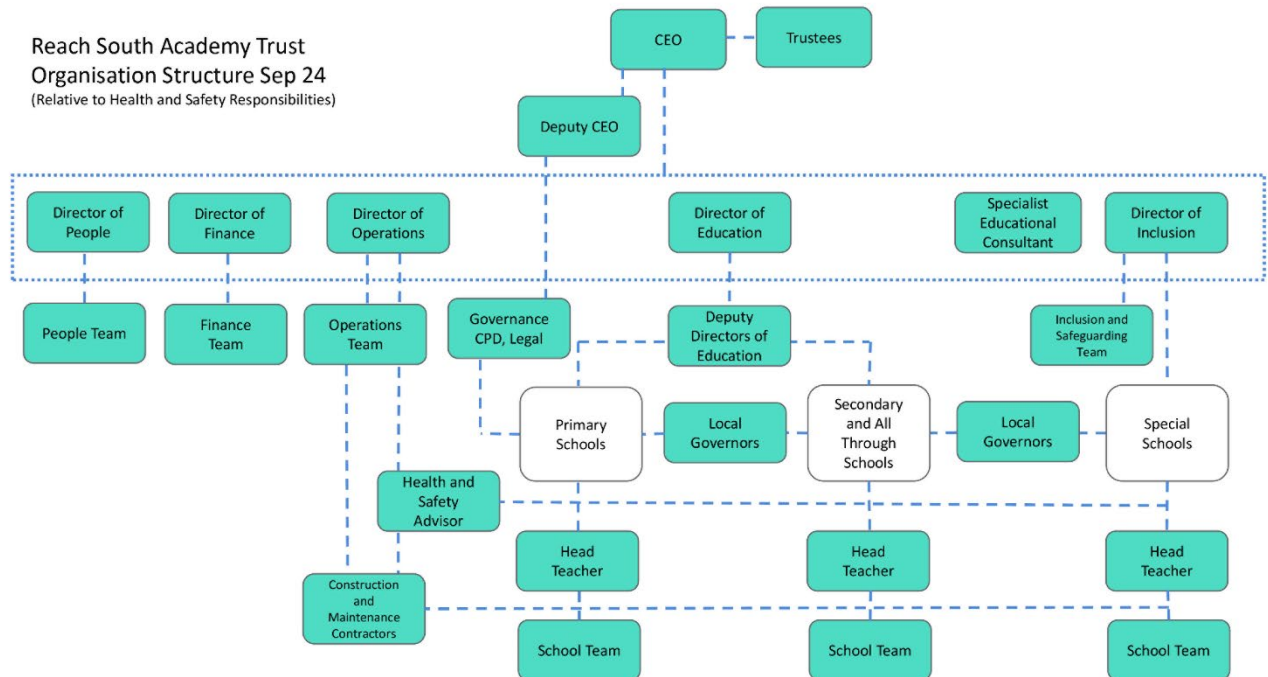 Reach South Academy Trust
Organisation Structure Sep 24
(Relative to Health and Safety Responsibilities)
CEO
Trustees
Deputy CEO
Director of
People
Director of
Finance
Director of
Operations
Director of
Education
Specialist
Educational
Consultant
Director of
Inclusion
People Team
Finance
Team
Operations
Team
Governance
CPD, Legal
Deputy
Directors of
Education
Inclusion and
Safeguarding
Team
Primary
Schools
Local
Governors
Secondary
and All
Through
Schools
Local
Governors
Special
Schools
Health and
Safety
Advisor
Head
Teacher
Head
Teacher
Head
Teacher
Construction
and
Maintenance
Contractors
School Team
School Team
School Team